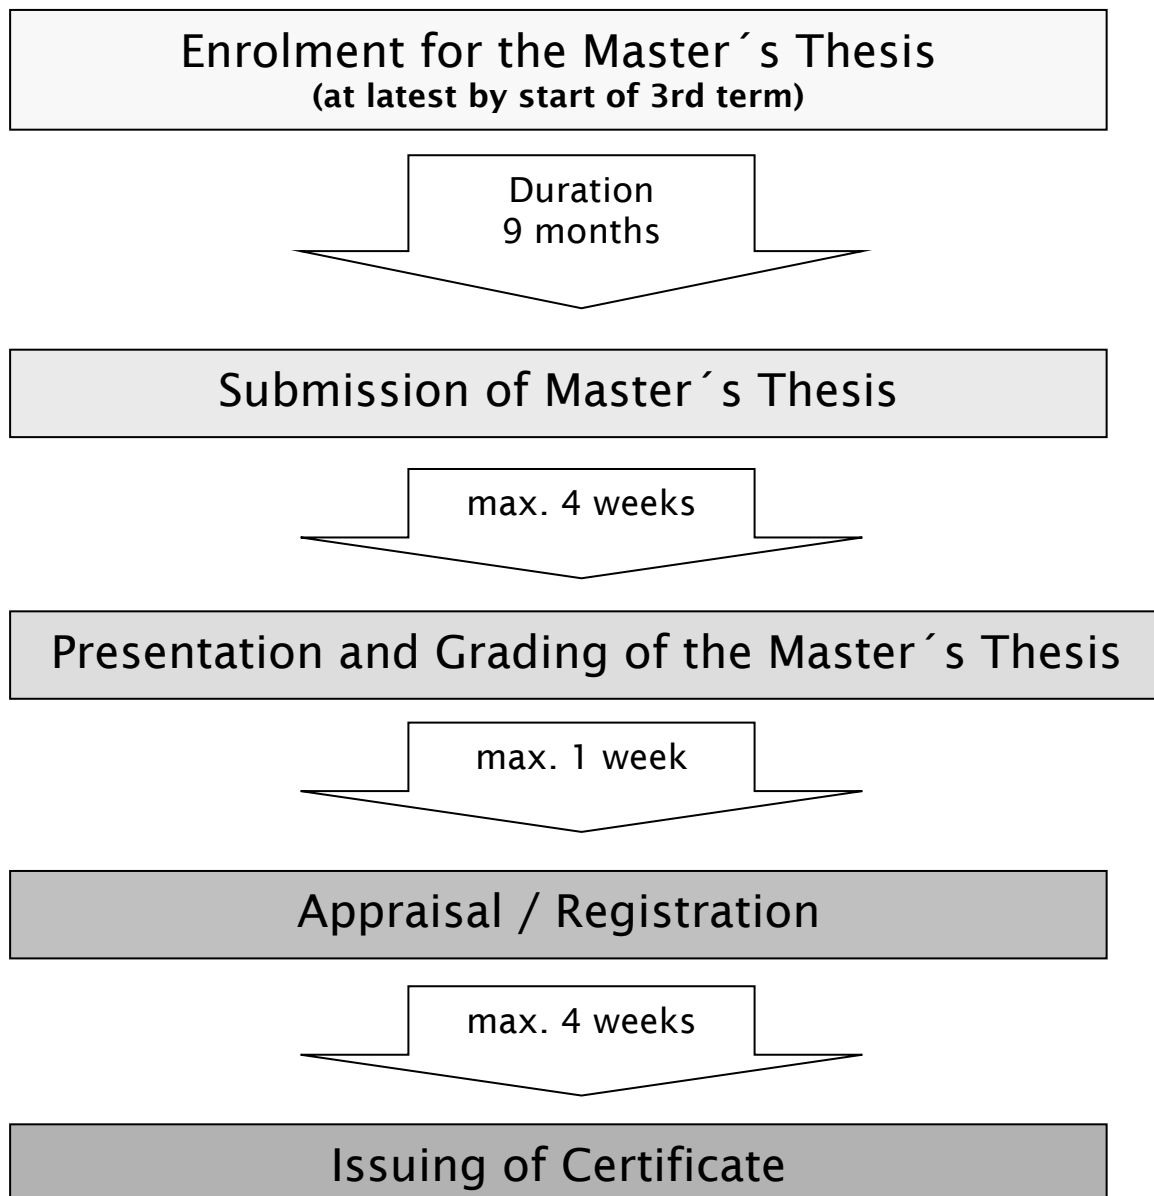 Enrolment for the Master´s Thesis
(at latest by start of 3rd term)
Duration
9 months
Submission of Master´s Thesis
max. 4 weeks
Presentation and Grading of the Master´s Thesis
max. 1 week
Appraisal / Registration
max. 4 weeks
Issuing of Certificate